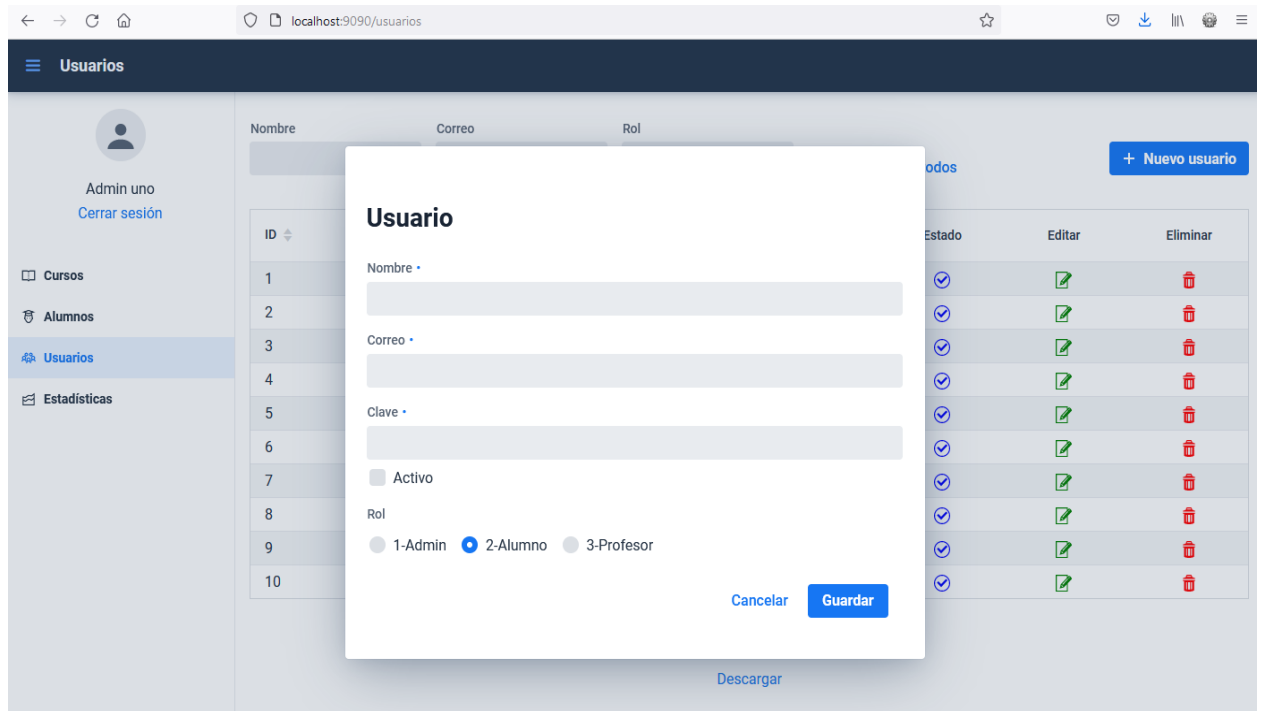 localhost:9090/usuarios
Usuarios
Admin uno
Cerrar sesión
Cursos
Alumnos
Usuarios
Estadísticas
Nombre Correo Rol
+ Nuevo usuario
ID Estado Editar Eliminar
1
2
3
4
5
6
7
8
9
10
Usuario
Nombre •
Correo •
Clave •
Activo
Rol
1-Admin 2-Alumno 3-Profesor
Cancelar Guardar
Descargar